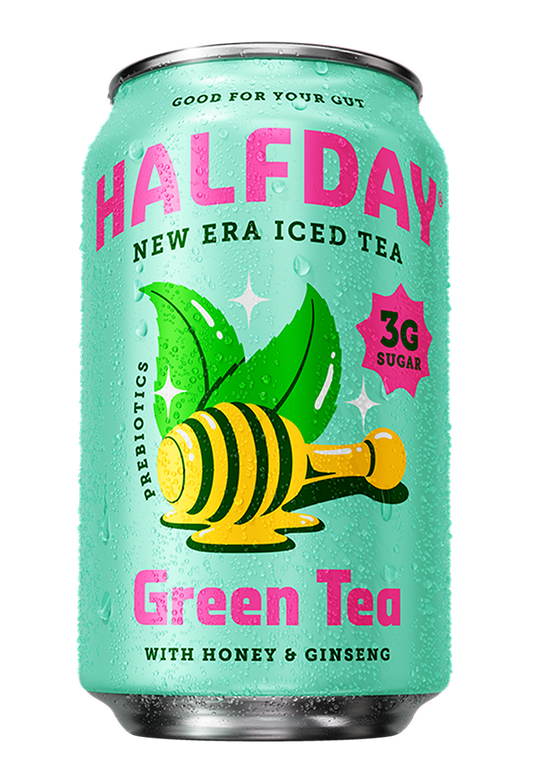 GOOD FOR YOUR GUT
HALFDAY®
NEW ERA ICED TEA
3G
SUGAR
PREBIOTICS
Green Tea
WITH HONEY & GINSENG